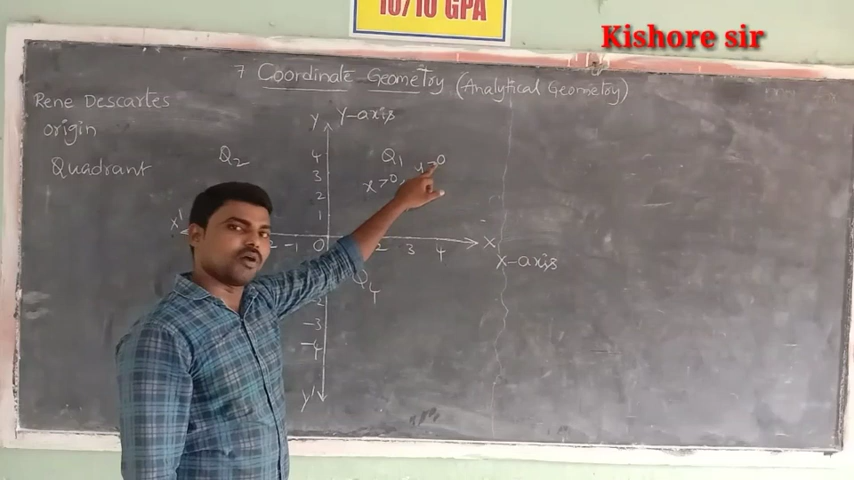 10/10 GPA
Kishore sir
7 Coordinate Geometry (Analytical Geometry)
Rene Descartes
origin
Quadrant
Y Y-axis
Q2
Q1
x >0, y >0
4
3
2
1
X'
-1 0 2 3 4 X
X-axis
Q4
-3
-4
Y'